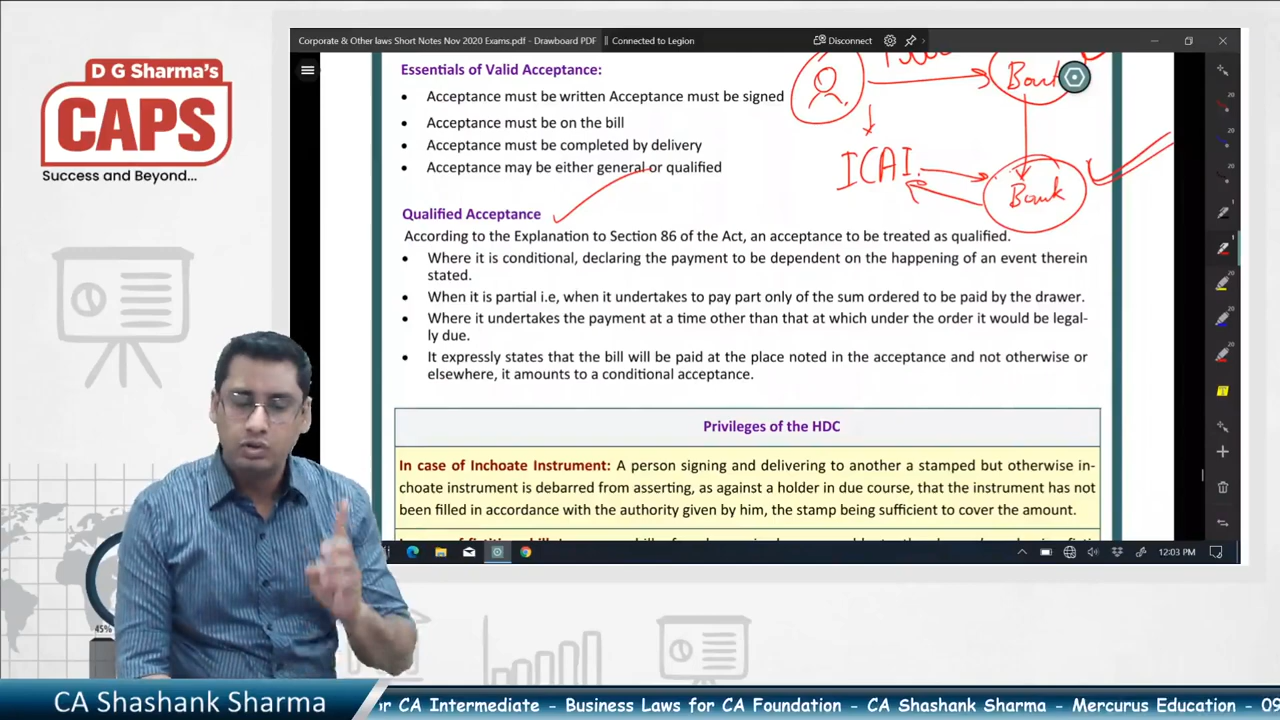 D G Sharma's
CAPS
Success and Beyond...
Corporate & Other laws Short Notes Nov 2020 Exams.pdf - Drawboard PDF
Connected to Legion
Disconnect
Essentials of Valid Acceptance:
• Acceptance must be written Acceptance must be signed
• Acceptance must be on the bill
• Acceptance must be completed by delivery
• Acceptance may be either general or qualified
ICAI
Bank
Bank
Qualified Acceptance
According to the Explanation to Section 86 of the Act, an acceptance to be treated as qualified.
• Where it is conditional, declaring the payment to be dependent on the happening of an event therein
stated.
• When it is partial i.e, when it undertakes to pay part only of the sum ordered to be paid by the drawer.
• Where it undertakes the payment at a time other than that at which under the order it would be legal-
ly due.
• It expressly states that the bill will be paid at the place noted in the acceptance and not otherwise or
elsewhere, it amounts to a conditional acceptance.
Privileges of the HDC
In case of Inchoate Instrument: A person signing and delivering to another a stamped but otherwise in-
choate instrument is debarred from asserting, as against a holder in due course, that the instrument has not
been filled in accordance with the authority given by him, the stamp being sufficient to cover the amount.
12:03 PM
45%
CA Shashank Sharma
or CA Intermediate - Business Laws for CA Foundation - CA Shashank Sharma - Mercurus Education - 09